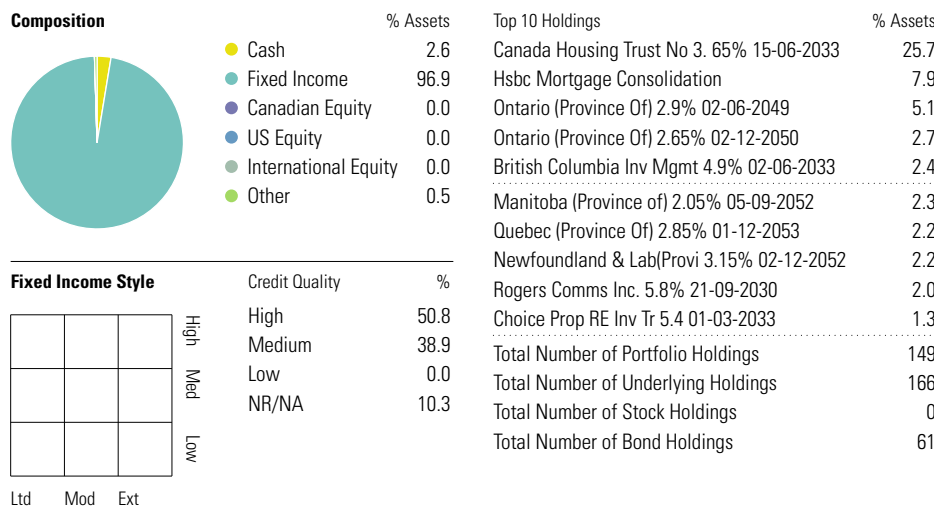 Composition % Assets
Cash 2.6
Fixed Income 96.9
Canadian Equity 0.0
US Equity 0.0
International Equity 0.0
Other 0.5
Fixed Income Style
High
Med
Low
Ltd Mod Ext
Credit Quality %
High 50.8
Medium 38.9
Low 0.0
NR/NA 10.3
Top 10 Holdings % Assets
Canada Housing Trust No 3. 65% 15-06-2033 25.7
Hsbc Mortgage Consolidation 7.9
Ontario (Province Of) 2.9% 02-06-2049 5.1
Ontario (Province Of) 2.65% 02-12-2050 2.7
British Columbia Inv Mgmt 4.9% 02-06-2033 2.4
Manitoba (Province of) 2.05% 05-09-2052 2.3
Quebec (Province Of) 2.85% 01-12-2053 2.2
Newfoundland & Lab(Provi 3.15% 02-12-2052 2.2
Rogers Comms Inc. 5.8% 21-09-2030 2.0
Choice Prop RE Inv Tr 5.4 01-03-2033 1.3
Total Number of Portfolio Holdings 149
Total Number of Underlying Holdings 166
Total Number of Stock Holdings 0
Total Number of Bond Holdings 61